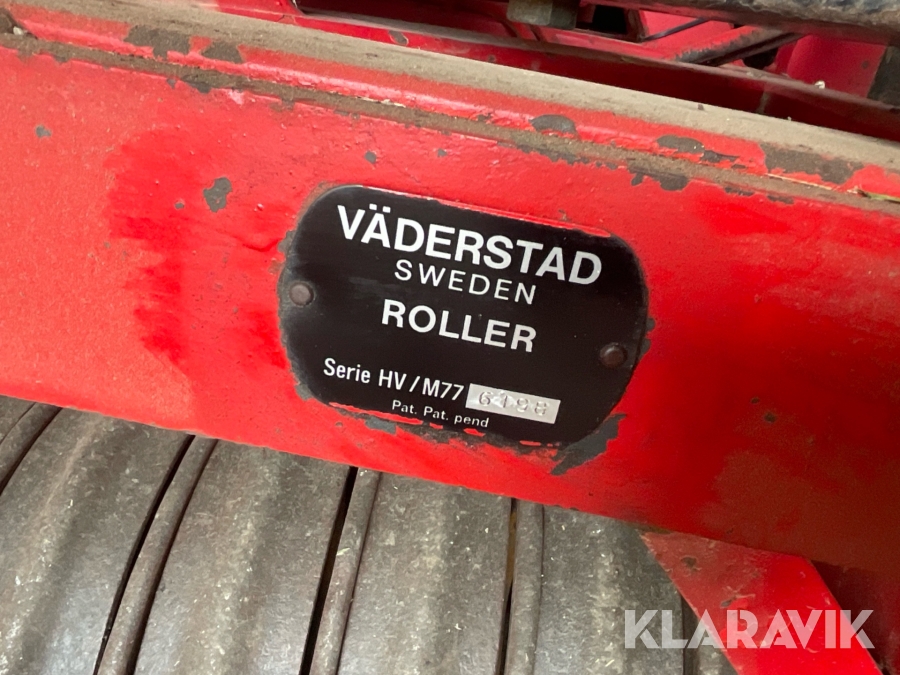 VÄDERSTAD
SWEDEN
ROLLER
Serie HV/M77 6198
Pat. Pat. pend
KLARAVIK